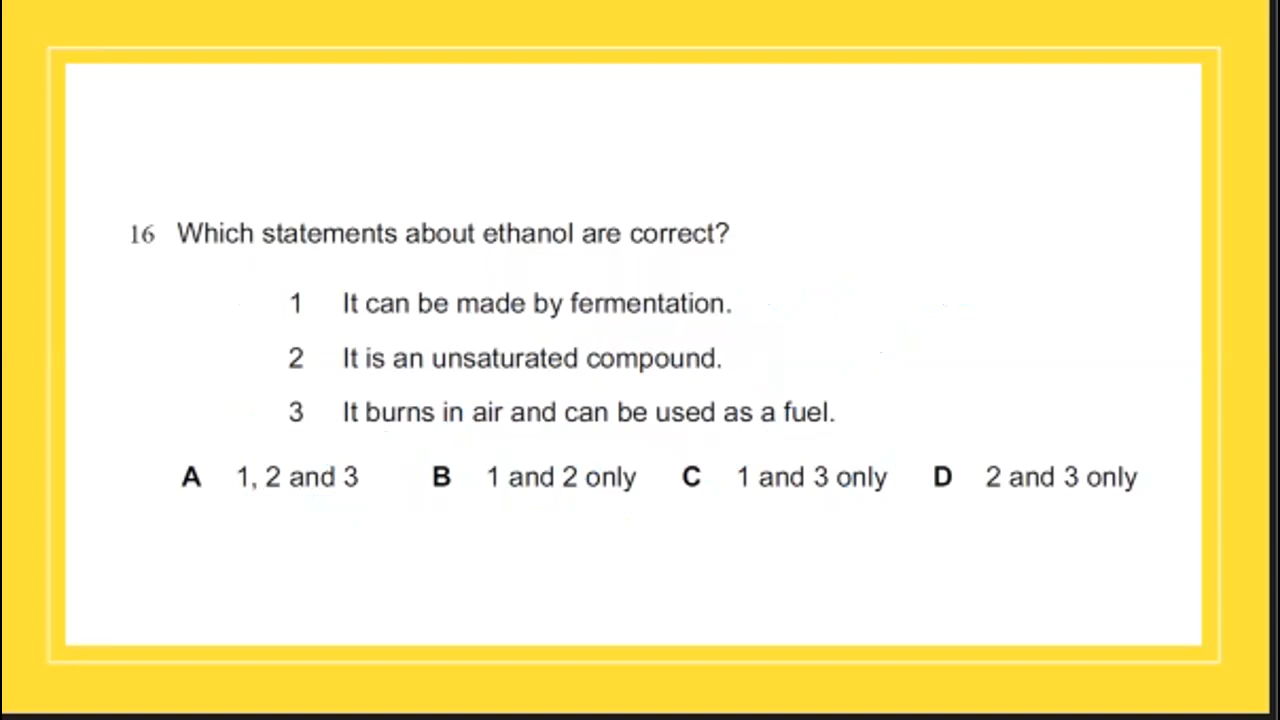 16 Which statements about ethanol are correct?
1 It can be made by fermentation.
2 It is an unsaturated compound.
3 It burns in air and can be used as a fuel.
A 1, 2 and 3 B 1 and 2 only C 1 and 3 only D 2 and 3 only